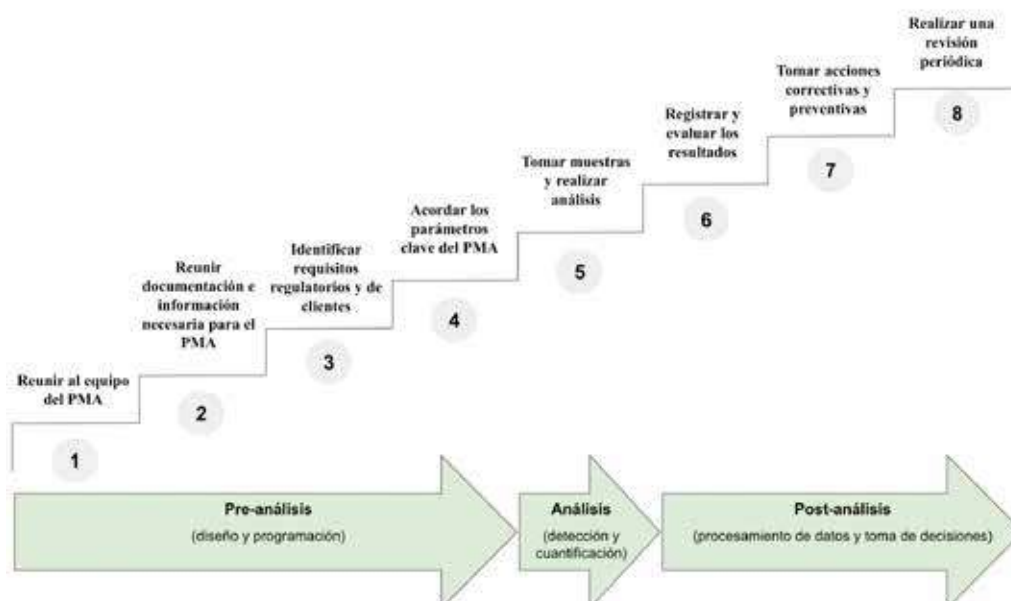 Reunir al equipo
del PMA
1
Reunir
documentación e
información
necesaria para el
PMA
2
Identificar
requisitos
regulatorios y de
clientes
3
Acordar los
parámetros
clave del PMA
4
Tomar muestras
y realizar
análisis
5
Registrar y
evaluar los
resultados
6
Tomar acciones
correctivas y
preventivas
7
Realizar una
revisión
periódica
8
Pre-análisis
(diseño y programación)
Análisis
(detección y
cuantificación)
Post-análisis
(procesamiento de datos y toma de decisiones)